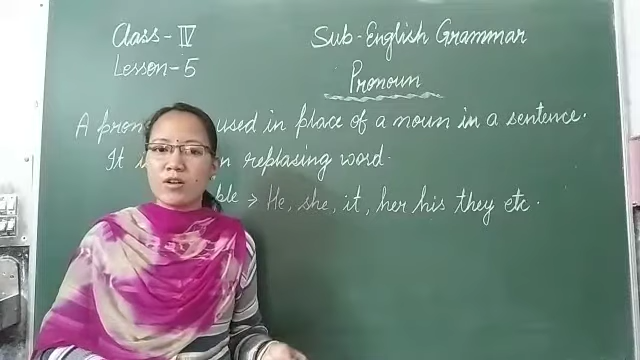 Class - IV
Sub - English Grammar
Lesson - 5
Pronoun
A pron used in place of a noun in a sentence.
It replasing word.
→ He, she, it, her his they etc.